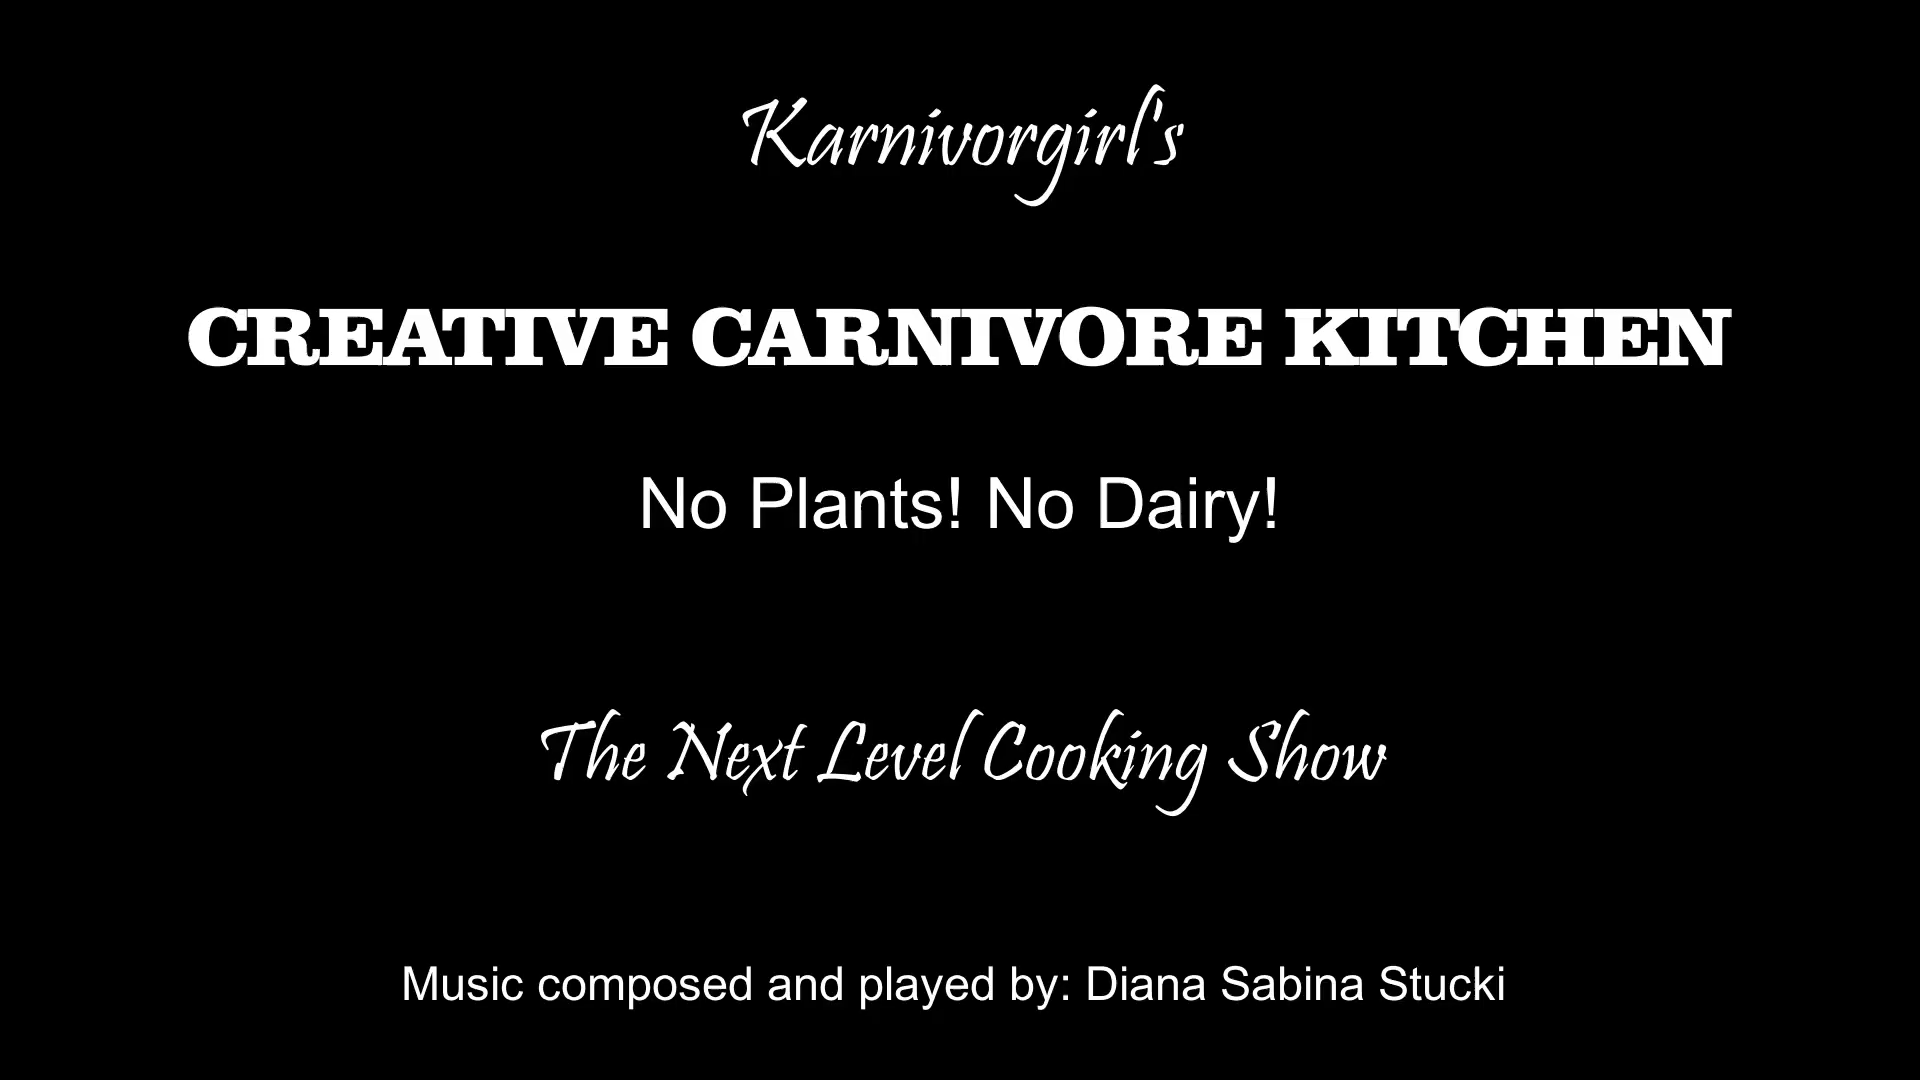 Karnivorgirl's
CREATIVE CARNIVORE KITCHEN
No Plants! No Dairy!
The Next Level Cooking Show
Music composed and played by: Diana Sabina Stucki